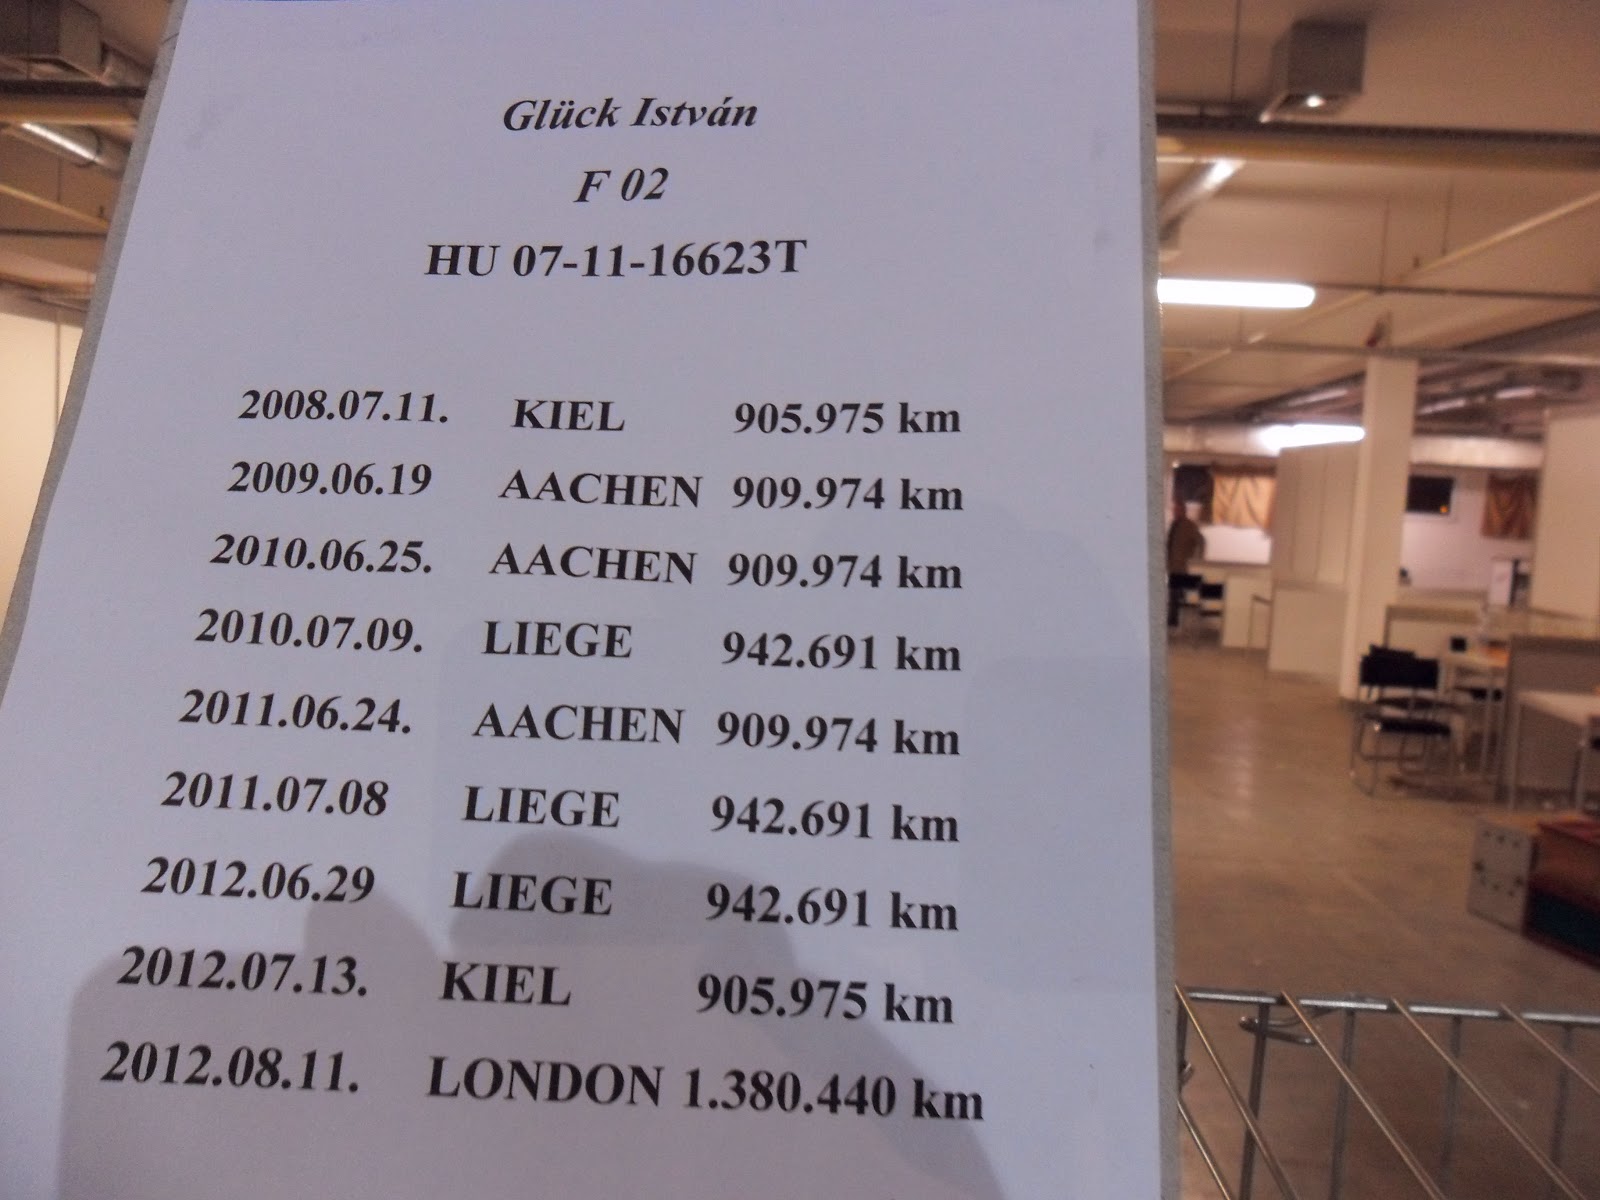 Glück István
F 02
HU 07-11-16623T
2008.07.11. KIEL 905.975 km
2009.06.19 AACHEN 909.974 km
2010.06.25. AACHEN 909.974 km
2010.07.09. LIEGE 942.691 km
2011.06.24. AACHEN 909.974 km
2011.07.08 LIEGE 942.691 km
2012.06.29 LIEGE 942.691 km
2012.07.13. KIEL 905.975 km
2012.08.11. LONDON 1.380.440 km